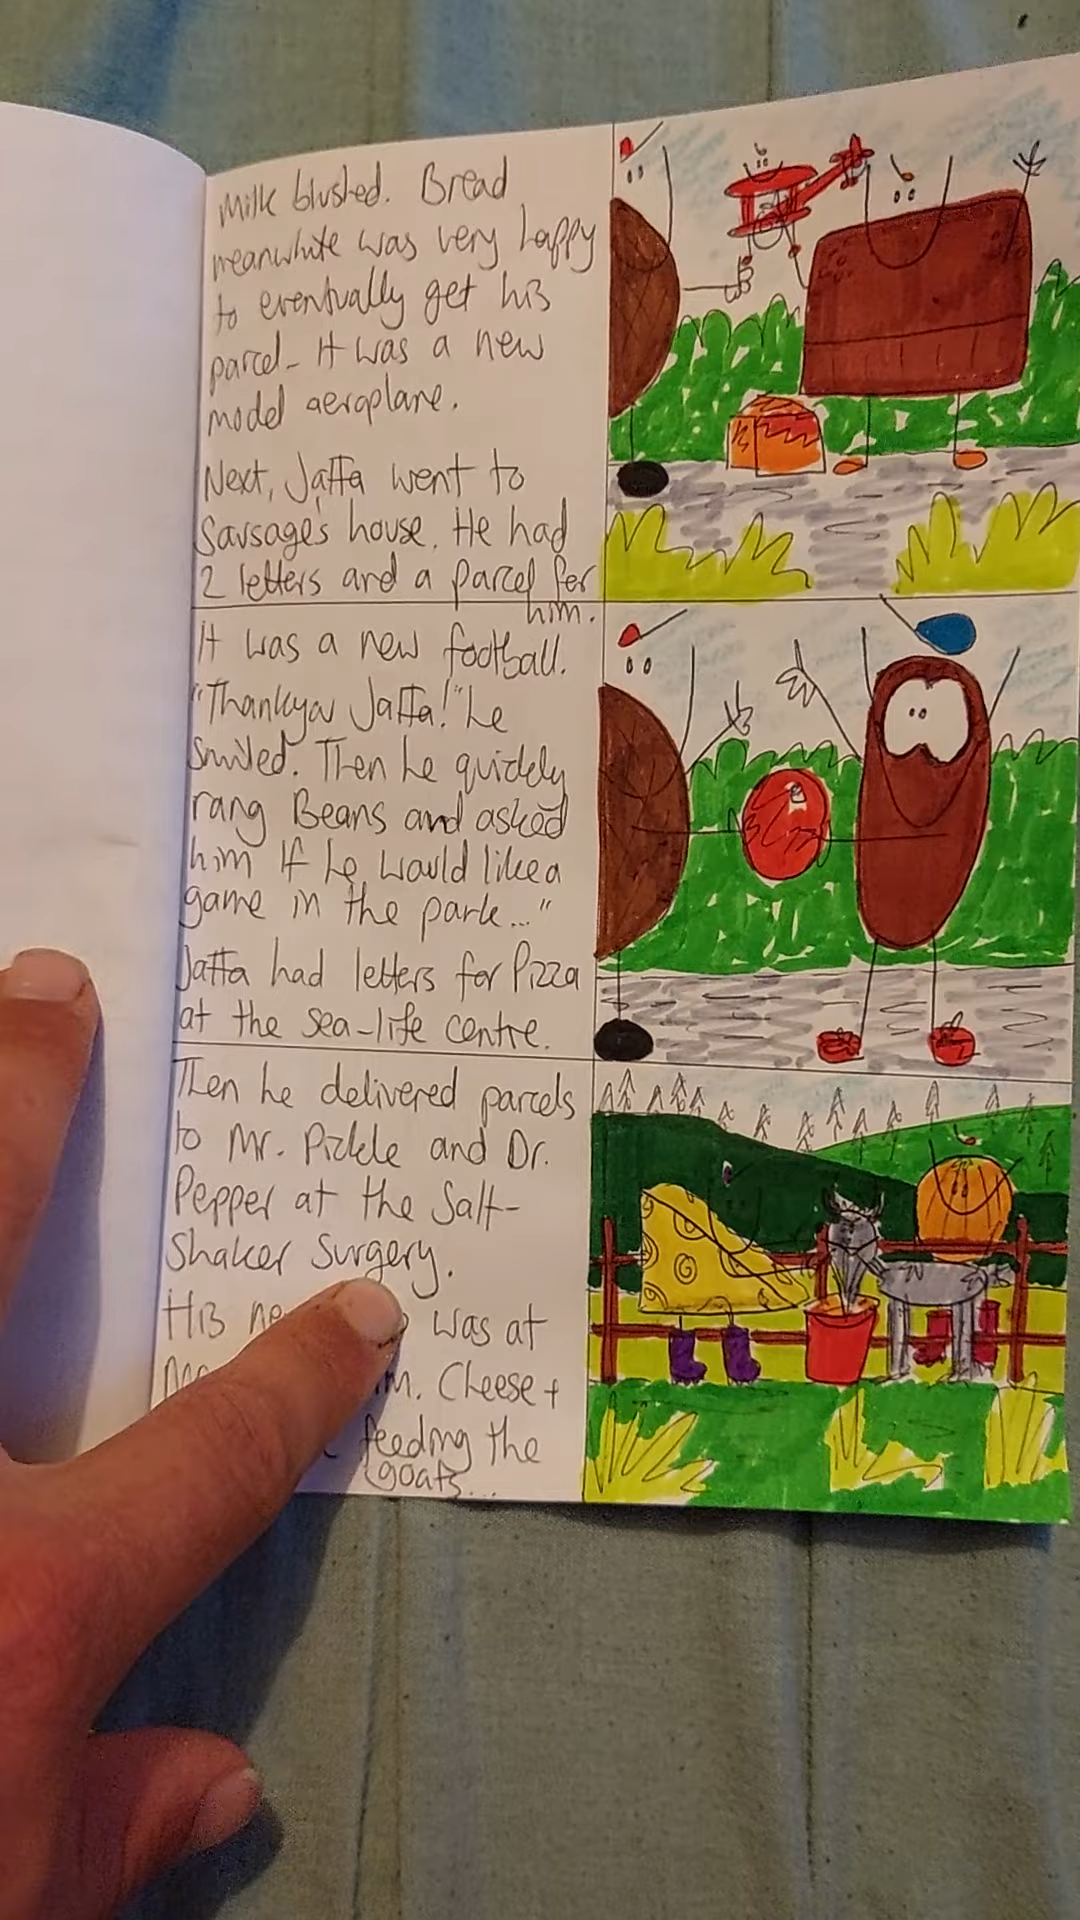 Milk blushed. Bread
meanwhile was very happy
to eventually get his
parcel - It was a new
model aeroplane.
Next, Jaffa went to
Sausage's house. He had
2 letters and a parcel for
him.
It was a new football.
"Thankyou Jaffa!" he
smiled. Then he quickly
rang Beans and asked
him if he would like a
game in the park..."
Jaffa had letters for Pizza
at the sea-life centre.
Then he delivered parcels
to Mr. Pickle and Dr.
Pepper at the Salt-
Shaker Surgery.
His was at
Cheese +
feeding the
goats...